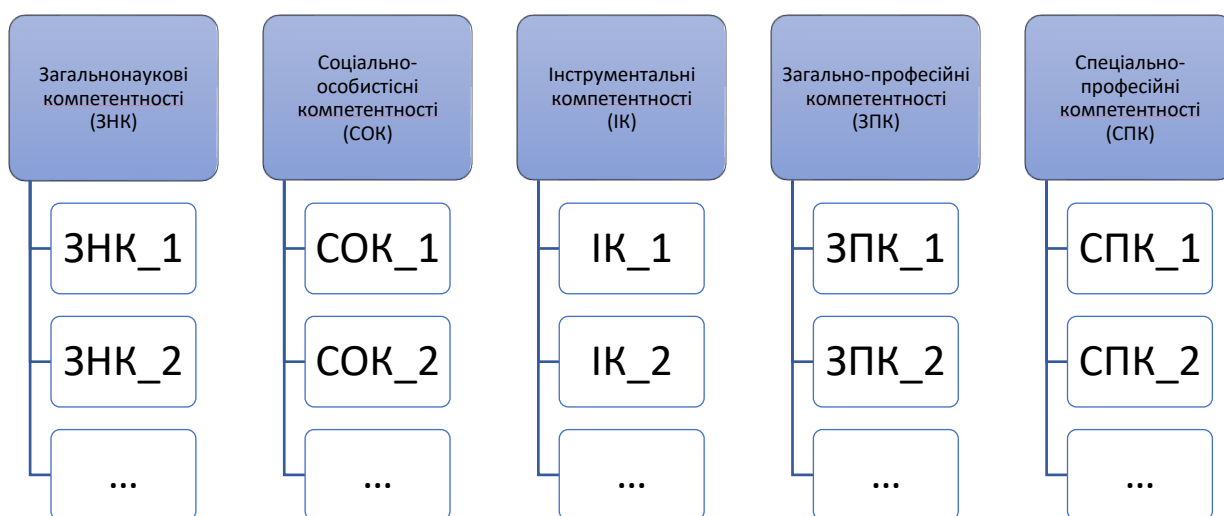 Загальнонаукові
компетентності
(ЗНК)
Соціально-
особистісні
компетентності
(СОК)
Інструментальні
компетентності
(ІК)
Загально-професійні
компетентності
(ЗПК)
Спеціально-
професійні
компетентності
(СПК)
ЗНК_1
ЗНК_2
...
СОК_1
СОК_2
...
ІК_1
ІК_2
...
ЗПК_1
ЗПК_2
...
СПК_1
СПК_2
...